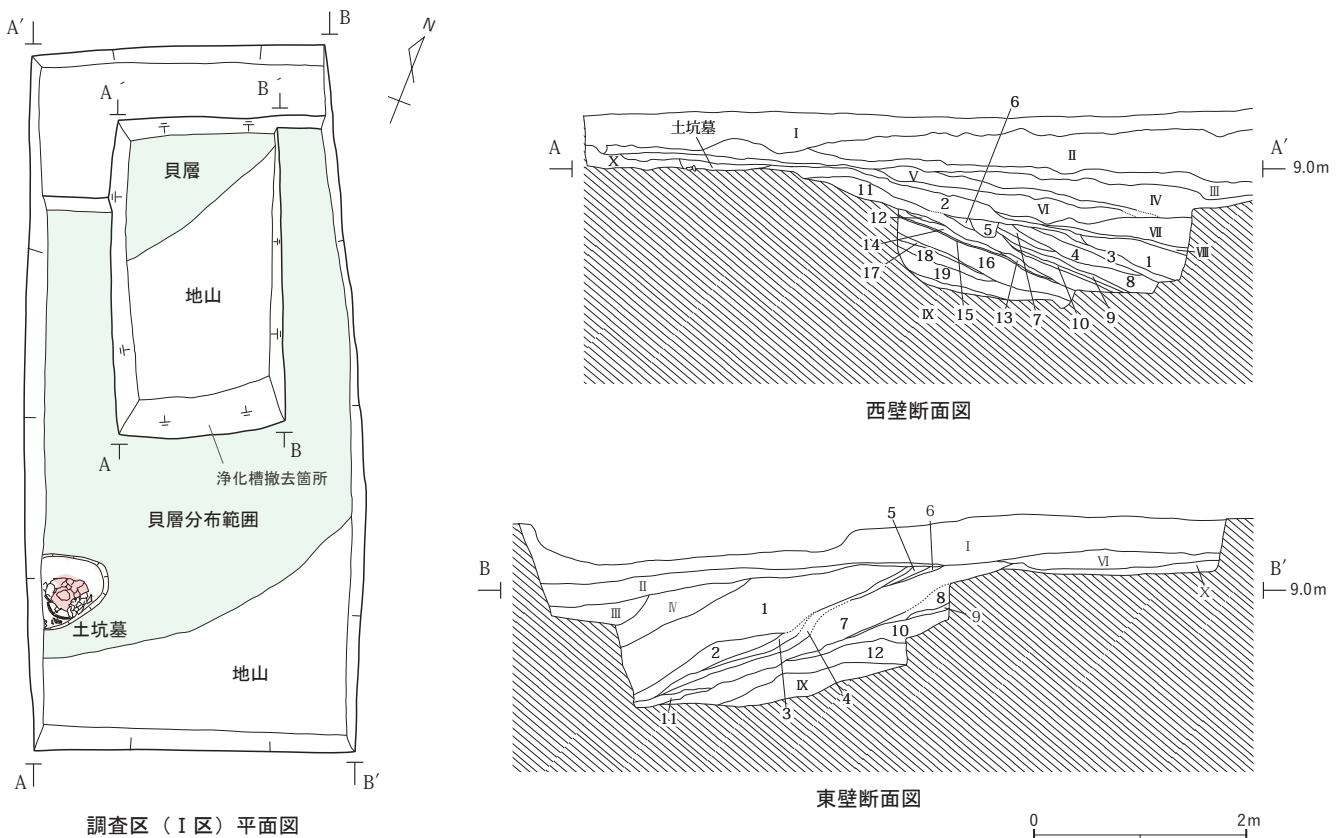 A′
B
N
A′
B′
貝層
地山
A
B
浄化槽撤去箇所
貝層分布範囲
土坑墓
地山
A
B′
調査区（Ⅰ区）平面図
6
土坑墓
Ⅰ
A
Ⅹ
Ⅱ
A′
9.0m
Ⅴ
Ⅳ
Ⅲ
11
2
Ⅵ
12
5
Ⅶ
14
18
16
4
3
1
Ⅷ
17
19
8
Ⅸ
15
13
7
10
9
西壁断面図
5
6
Ⅰ
Ⅵ
B
Ⅱ
B′
9.0m
Ⅲ
Ⅳ
1
8
Ⅹ
9
7
10
2
12
Ⅸ
11
3
4
東壁断面図
0
2m